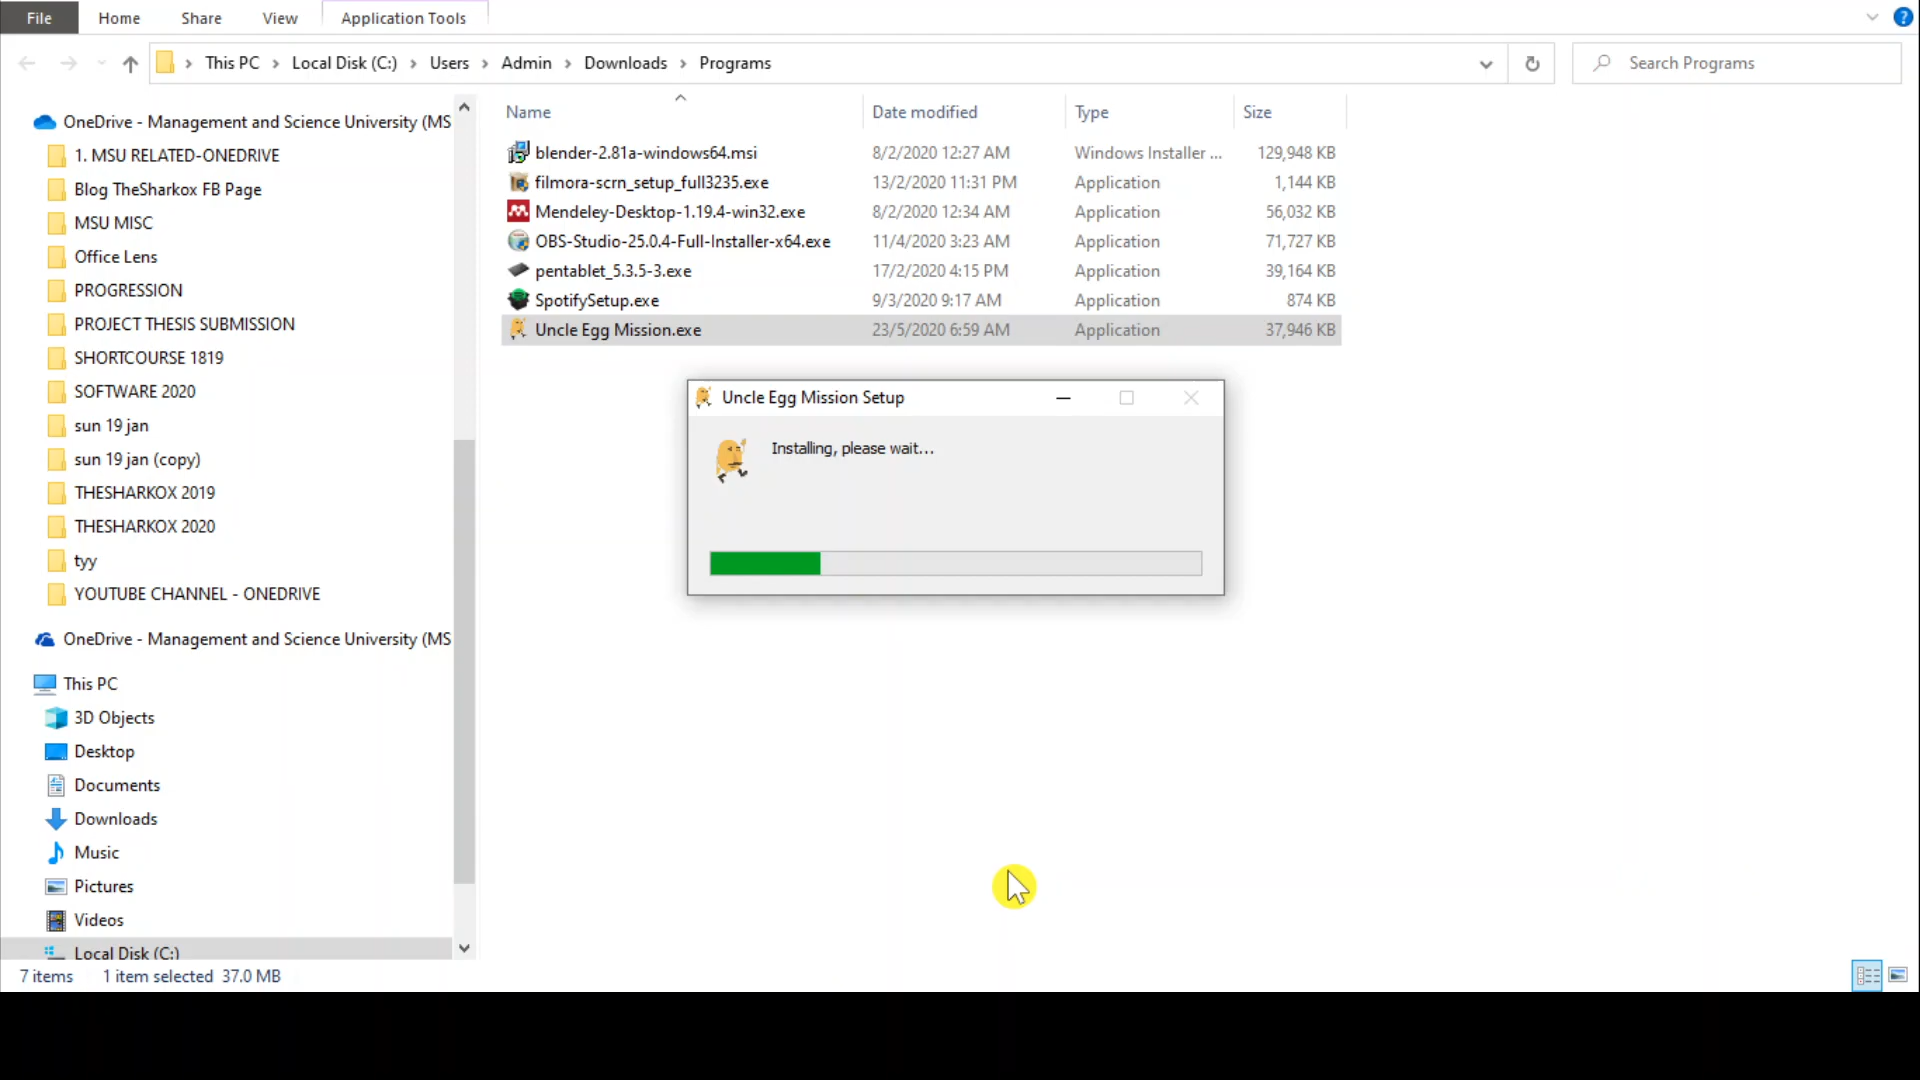 File Home Share View Application Tools
This PC Local Disk (C:) Users Admin Downloads Programs Search Programs
OneDrive - Management and Science University (MS
1. MSU RELATED-ONEDRIVE
Blog TheSharkox FB Page
MSU MISC
Office Lens
PROGRESSION
PROJECT THESIS SUBMISSION
SHORTCOURSE 1819
SOFTWARE 2020
sun 19 jan
sun 19 jan (copy)
THESHARKOX 2019
THESHARKOX 2020
tyy
YOUTUBE CHANNEL - ONEDRIVE
OneDrive - Management and Science University (MS
This PC
3D Objects
Desktop
Documents
Downloads
Music
Pictures
Videos
Local Disk (C:)
Name Date modified Type Size
blender-2.81a-windows64.msi 8/2/2020 12:27 AM Windows Installer ... 129,948 KB
filmora-scrn_setup_full3235.exe 13/2/2020 11:31 PM Application 1,144 KB
Mendeley-Desktop-1.19.4-win32.exe 8/2/2020 12:34 AM Application 56,032 KB
OBS-Studio-25.0.4-Full-Installer-x64.exe 11/4/2020 3:23 AM Application 71,727 KB
pentablet_5.3.5-3.exe 17/2/2020 4:15 PM Application 39,164 KB
SpotifySetup.exe 9/3/2020 9:17 AM Application 874 KB
Uncle Egg Mission.exe 23/5/2020 6:59 AM Application 37,946 KB
Uncle Egg Mission Setup
Installing, please wait...
7 items 1 item selected 37.0 MB